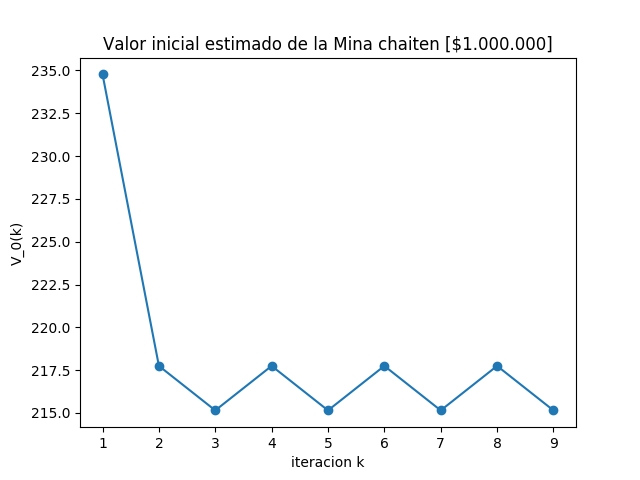 Valor inicial estimado de la Mina chaiten [$1.000.000]
235.0
232.5
230.0
227.5
225.0
222.5
220.0
217.5
215.0
V_0(k)
1 2 3 4 5 6 7 8 9
iteracion k